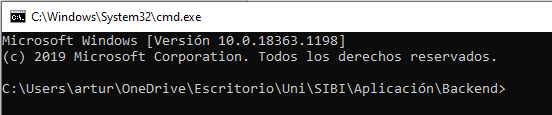 C:\Windows\System32\cmd.exe
Microsoft Windows [Versión 10.0.18363.1198]
(c) 2019 Microsoft Corporation. Todos los derechos reservados.
C:\Users\artur\OneDrive\Escritorio\Uni\SIBI\Aplicación\Backend>